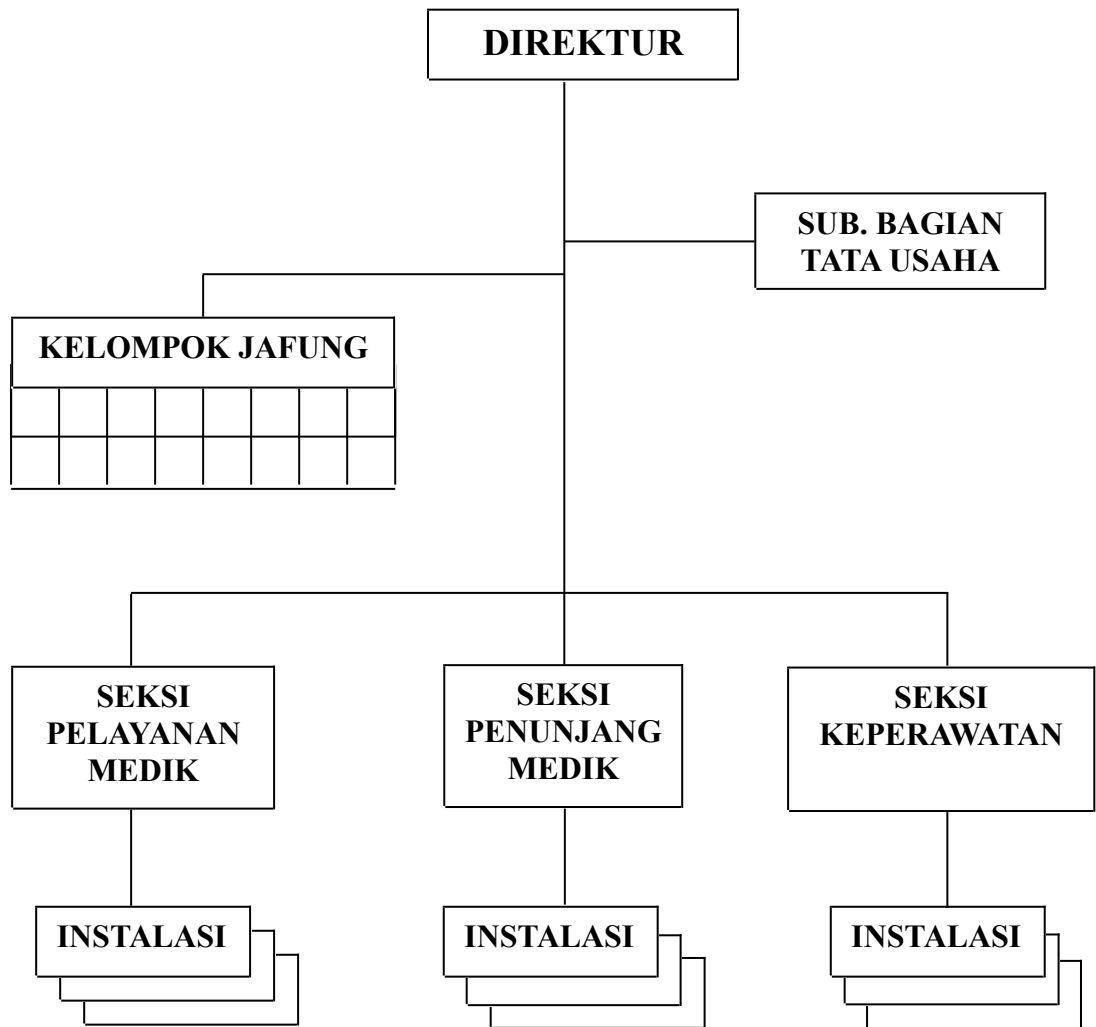 DIREKTUR
SUB. BAGIAN
TATA USAHA
KELOMPOK JAFUNG
SEKSI
PELAYANAN
MEDIK
SEKSI
PENUNJANG
MEDIK
SEKSI
KEPERAWATAN
INSTALASI
INSTALASI
INSTALASI